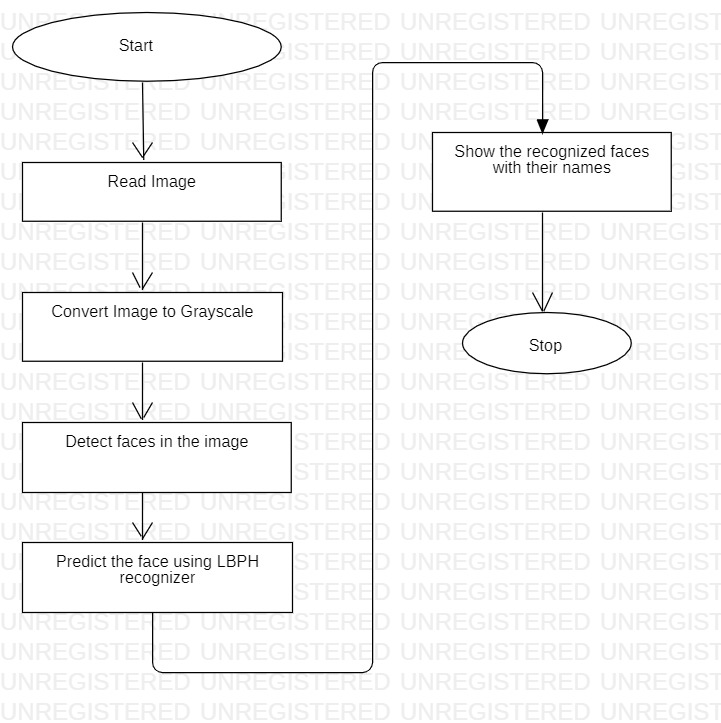 Start
Read Image
Convert Image to Grayscale
Detect faces in the image
Predict the face using LBPH
recognizer
Show the recognized faces
with their names
Stop
UNREGISTERED